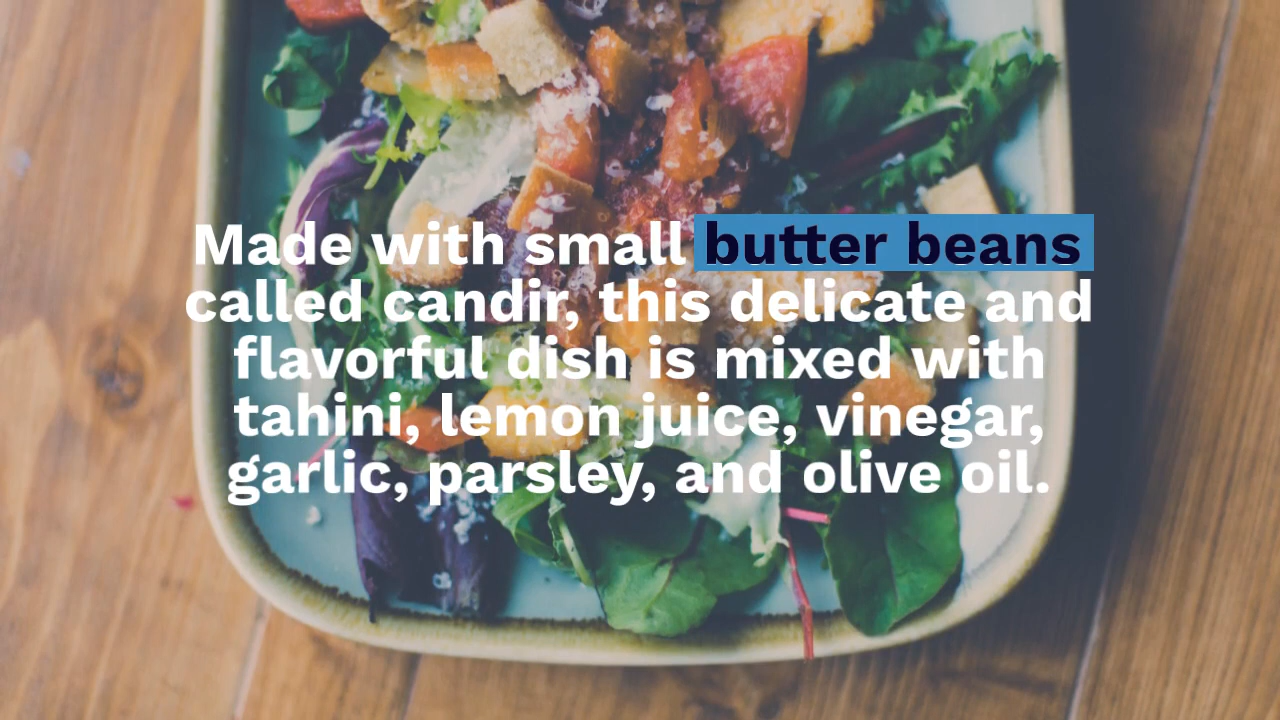 Made with small butter beans
called candir, this delicate and
flavorful dish is mixed with
tahini, lemon juice, vinegar,
garlic, parsley, and olive oil.